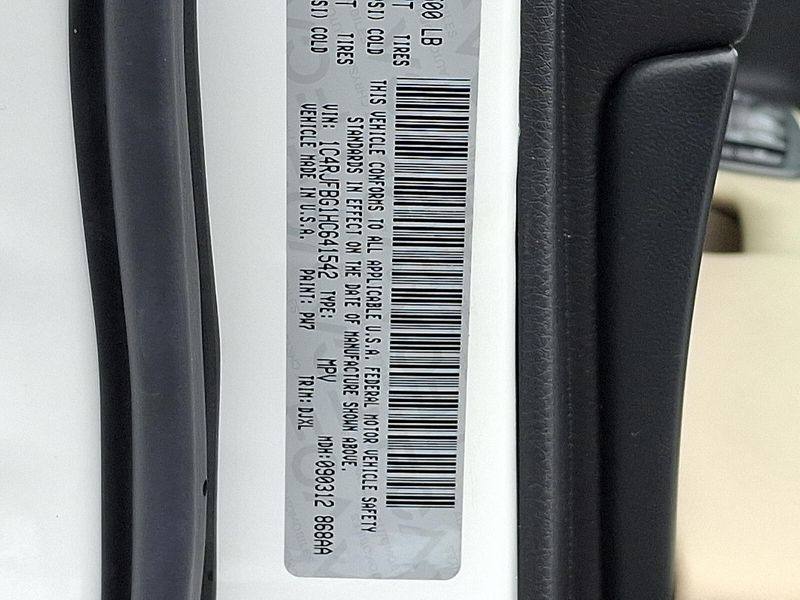 000 LB
T TIRES
SI) COLD
THIS VEHICLE CONFORMS TO ALL APPLICABLE U.S.A. FEDERAL MOTOR VEHICLE SAFETY
STANDARDS IN EFFECT ON THE DATE OF MANUFACTURE SHOWN ABOVE.
VIN: 1C4RJFBG1HC641542 TYPE: MPV MDH:090312 868AA
VEHICLE MADE IN U.S.A. PAINT: PW7 TRIM: DJXL
T TIRES
SI) COLD